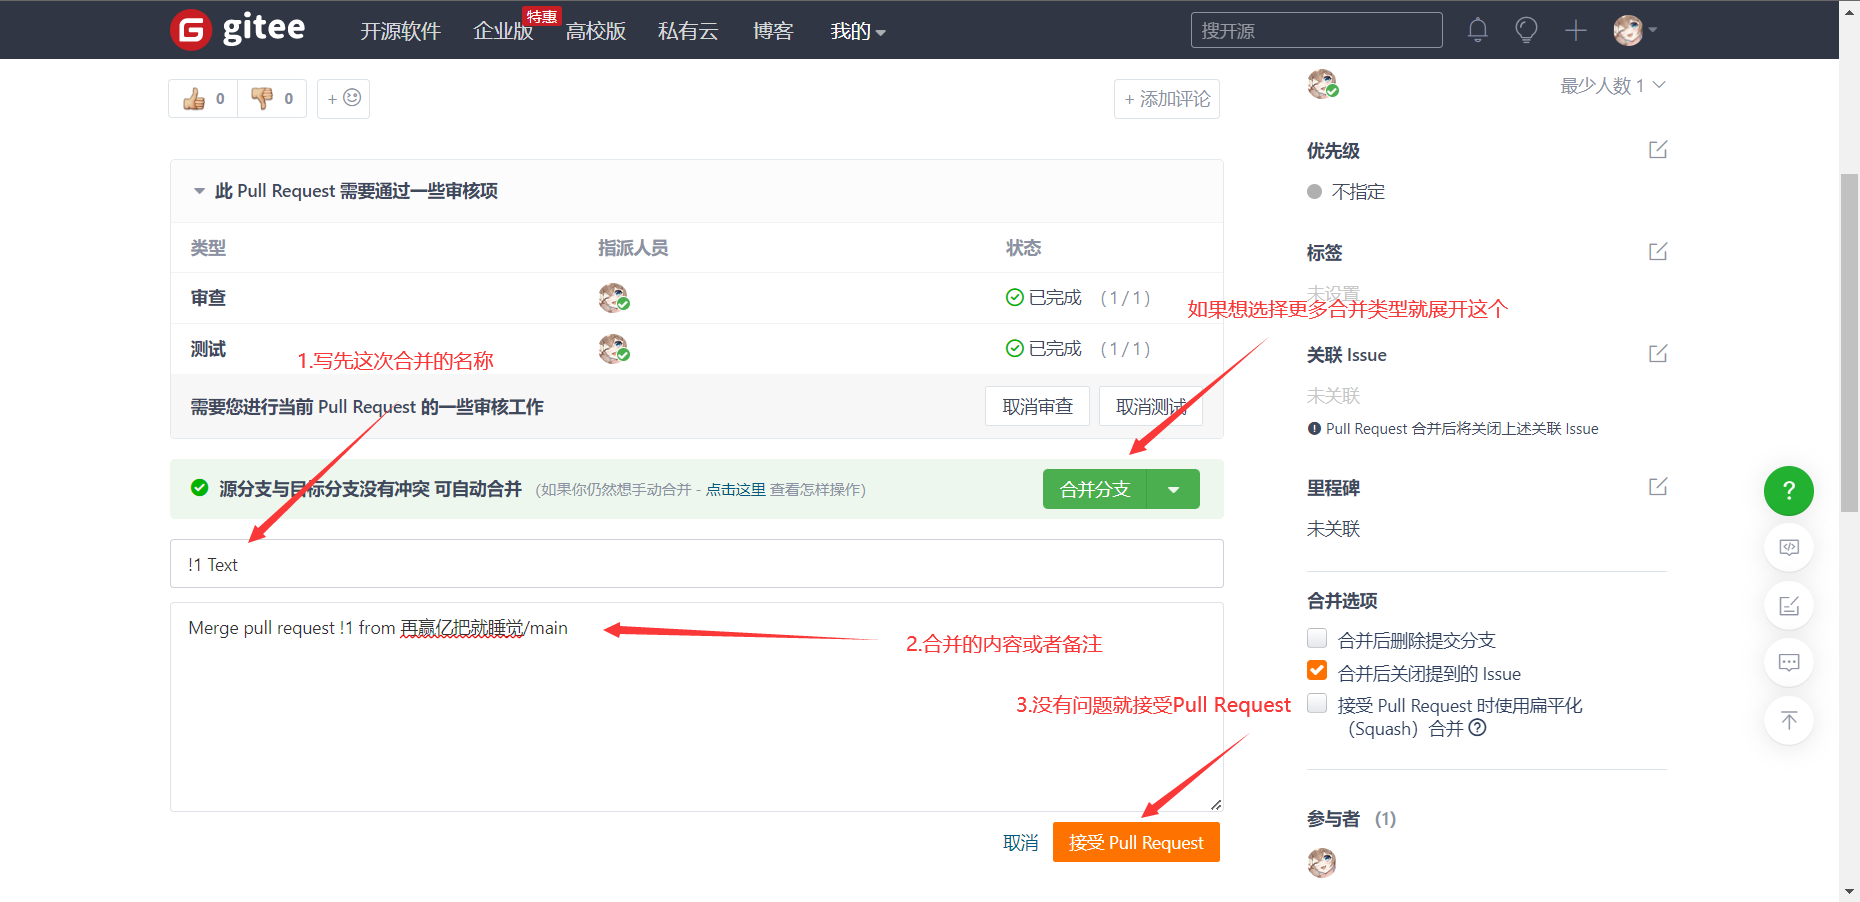 gitee 开源软件 企业版 特惠 高校版 私有云 博客 我的 搜开源
0 0 + + 添加评论
最少人数 1
此 Pull Request 需要通过一些审核项
类型 指派人员 状态
审查 已完成 (1/1)
测试 已完成 (1/1)
需要您进行当前 Pull Request 的一些审核工作 取消审查 取消测试
1.写先这次合并的名称
如果想选择更多合并类型就展开这个
源分支与目标分支没有冲突 可自动合并 (如果你仍然想手动合并 - 点击这里 查看怎样操作) 合并分支
!1 Text
Merge pull request !1 from 再赢亿把就睡觉/main
2.合并的内容或者备注
3.没有问题就接受Pull Request
取消 接受 Pull Request
优先级
不指定
标签
未设置
关联 Issue
未关联
Pull Request 合并后将关闭上述关联 Issue
里程碑
未关联
合并选项
合并后删除提交分支
合并后关闭提到的 Issue
接受 Pull Request 时使用扁平化
（Squash）合并 ?
参与者 (1)
?